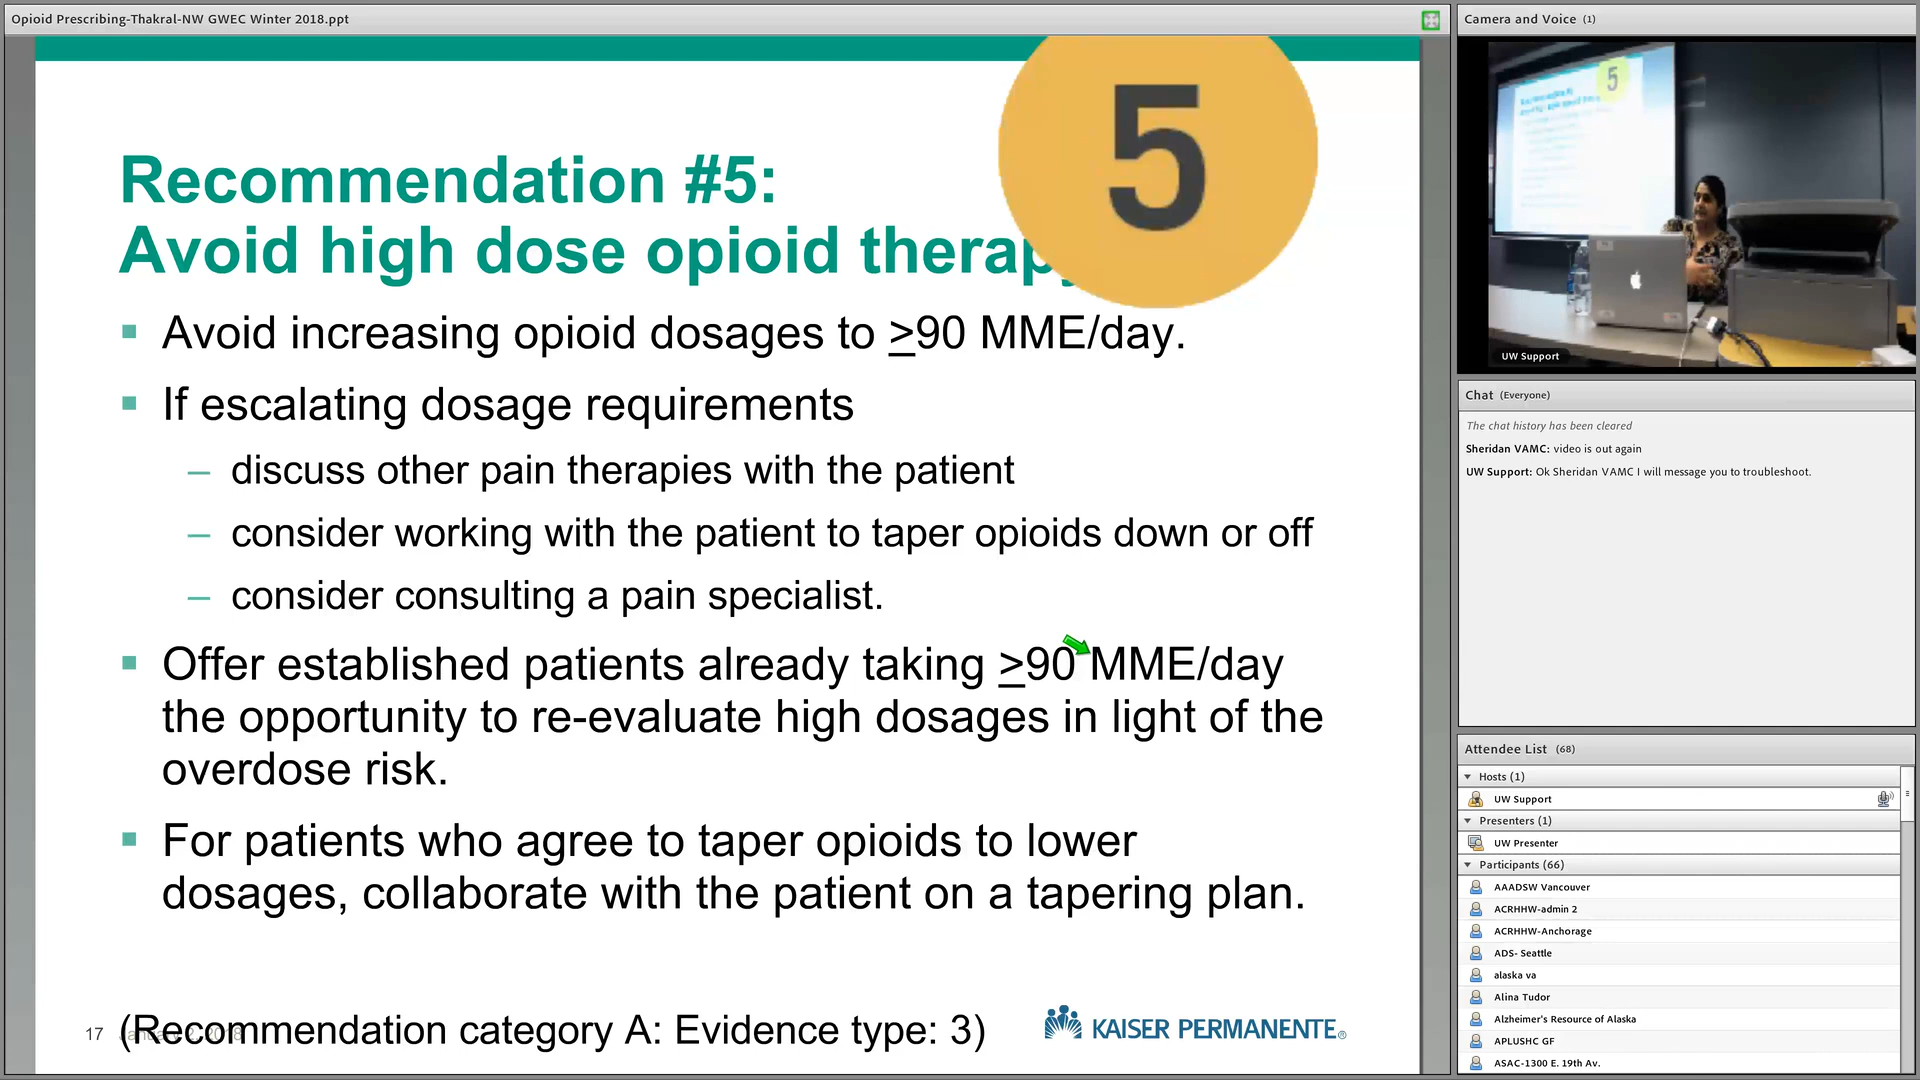 Opioid Prescribing-Thakral-NW GWEC Winter 2018.ppt
5
Recommendation #5:
Avoid high dose opioid therap
▪ Avoid increasing opioid dosages to >90 MME/day.
▪ If escalating dosage requirements
– discuss other pain therapies with the patient
– consider working with the patient to taper opioids down or off
– consider consulting a pain specialist.
▪ Offer established patients already taking >90 MME/day
the opportunity to re-evaluate high dosages in light of the
overdose risk.
▪ For patients who agree to taper opioids to lower
dosages, collaborate with the patient on a tapering plan.
17
(Recommendation category A: Evidence type: 3)
KAISER PERMANENTE®
Camera and Voice (1)
5
UW Support
Chat (Everyone)
The chat history has been cleared
Sheridan VAMC: video is out again
UW Support: Ok Sheridan VAMC I will message you to troubleshoot.
Attendee List (68)
Hosts (1)
UW Support
Presenters (1)
UW Presenter
Participants (66)
AAADSW Vancouver
ACRHHW-admin 2
ACRHHW-Anchorage
ADS- Seattle
alaska va
Alina Tudor
Alzheimer's Resource of Alaska
APLUSHC GF
ASAC-1300 E. 19th Av.